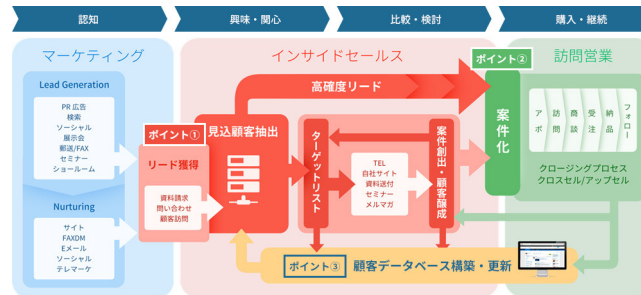 認知
興味・関心
比較・検討
購入・継続
マーケティング
インサイドセールス
訪問営業
Lead Generation
PR 広告
検索
ソーシャル
展示会
郵送/FAX
セミナー
ショールーム
Nurturing
サイト
FAXDM
Eメール
ソーシャル
テレマーケ
ポイント①
リード獲得
資料請求
問い合わせ
顧客訪問
見込顧客抽出
高確度リード
ターゲットリスト
TEL
自社サイト
資料送付
セミナー
メルマガ
案件創出・顧客醸成
ポイント②
案件化
アポ
訪問
商談
受注
納品
フォロー
クロージングプロセス
クロスセル/アップセル
ポイント③
顧客データベース構築・更新